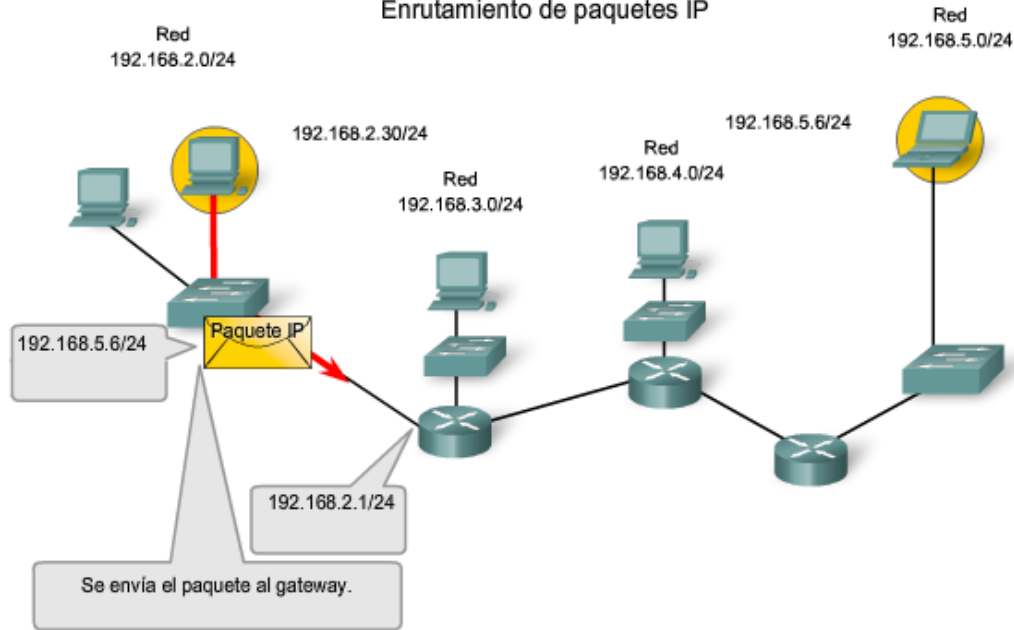 Enrutamiento de paquetes IP
Red
192.168.2.0/24
Red
192.168.5.0/24
192.168.2.30/24
192.168.5.6/24
Red
192.168.3.0/24
Red
192.168.4.0/24
192.168.5.6/24
Paquete IP
192.168.2.1/24
Se envía el paquete al gateway.